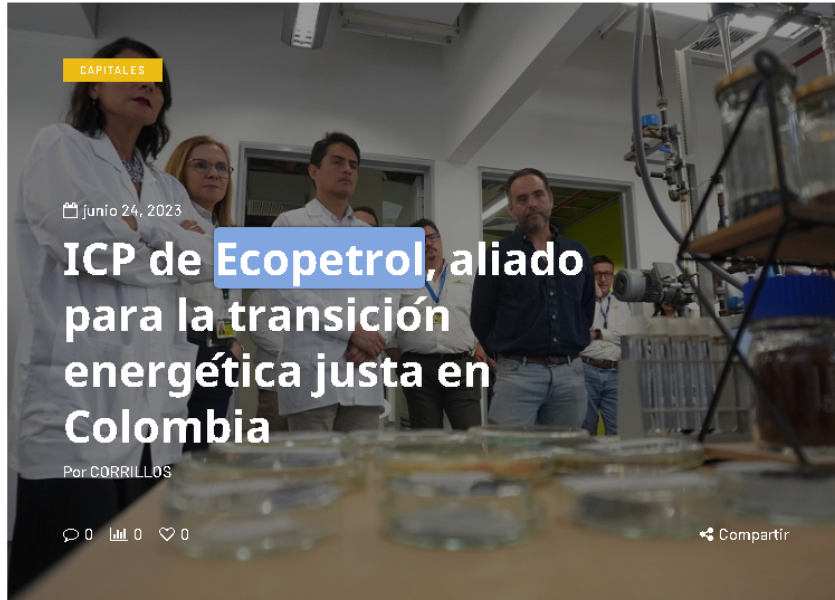 CAPITALES
junio 24, 2023
ICP de Ecopetrol, aliado
para la transición
energética justa en
Colombia
Por CORRILLOS
0 0 0 Compartir